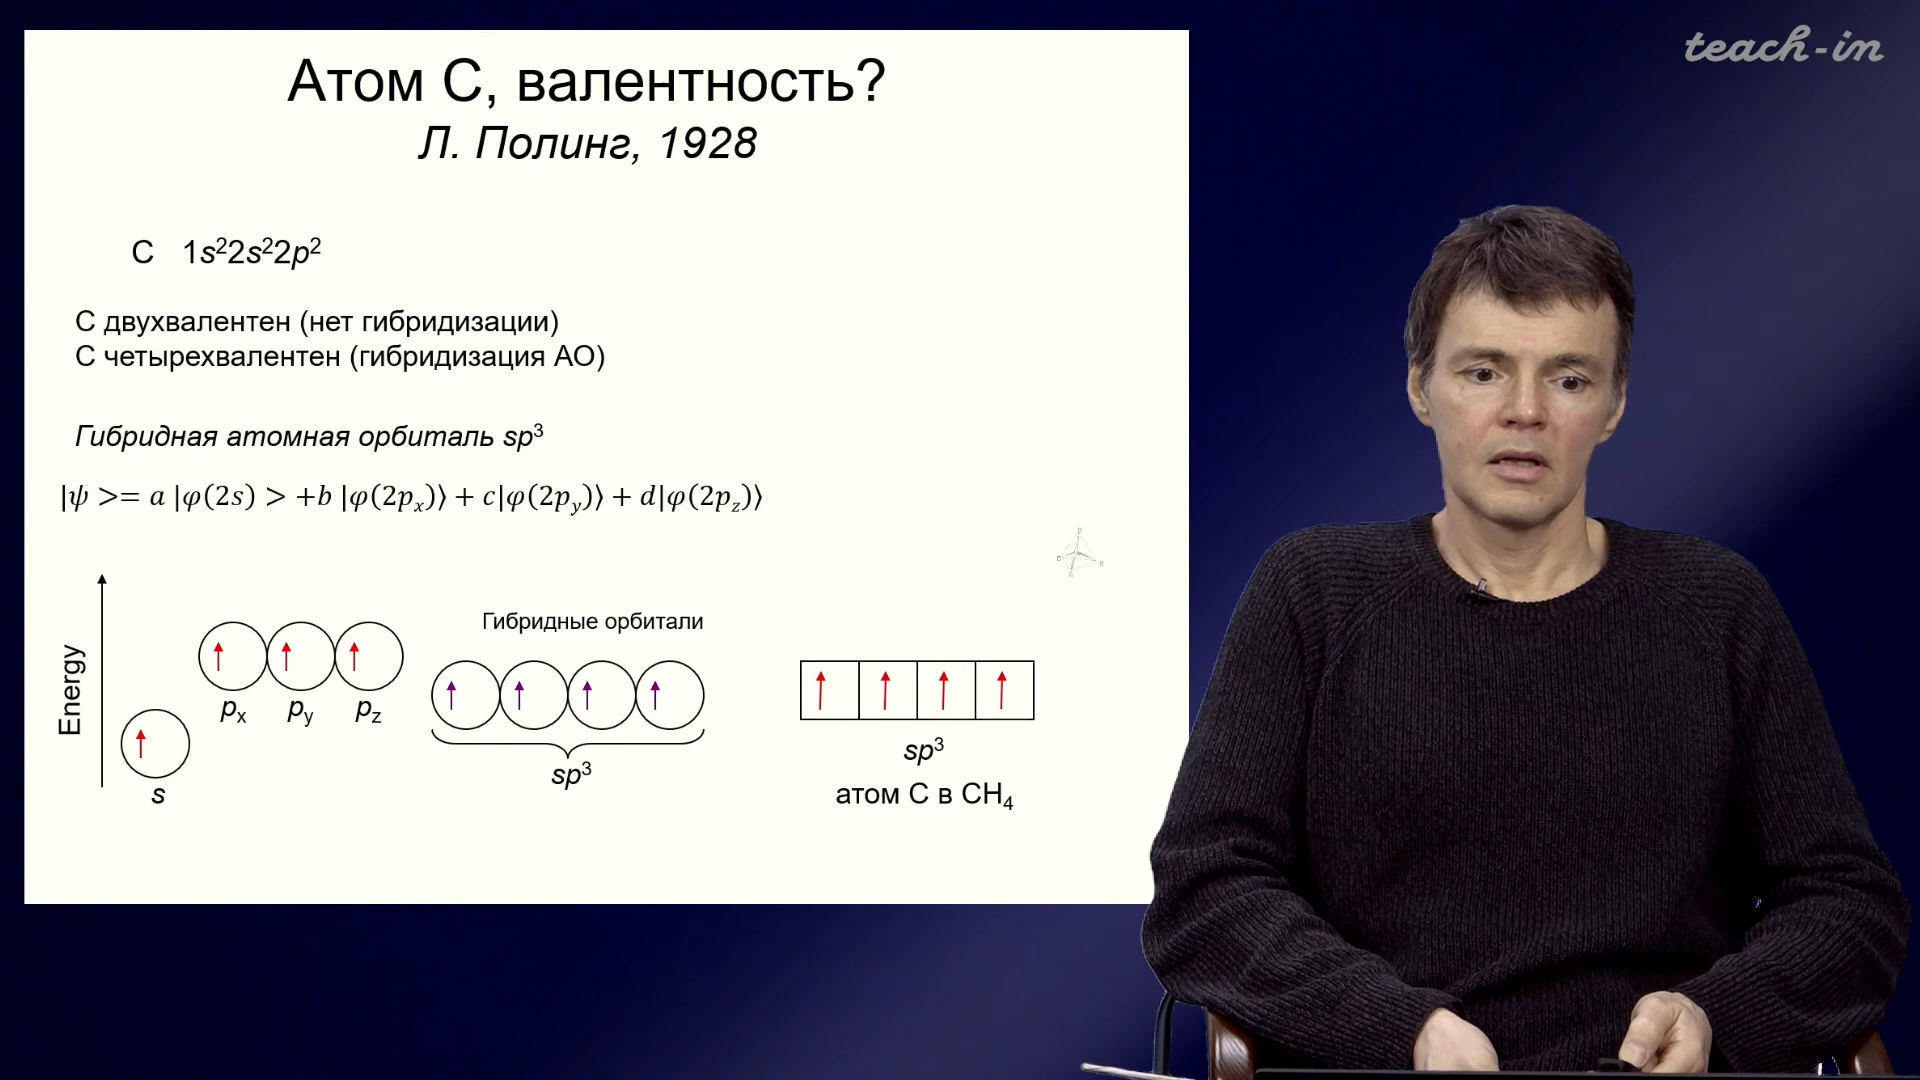 teach-in
Атом С, валентность?
Л. Полинг, 1928
С 1s²2s²2p²
С двухвалентен (нет гибридизации)
С четырехвалентен (гибридизация АО)
Гибридная атомная орбиталь sp³
|ψ >= a |φ(2s) > +b |φ(2pₓ)⟩ + c|φ(2p_y)⟩ + d|φ(2p_z)⟩
Energy
s
pₓ p_y p_z
Гибридные орбитали
sp³
sp³
атом С в СН₄